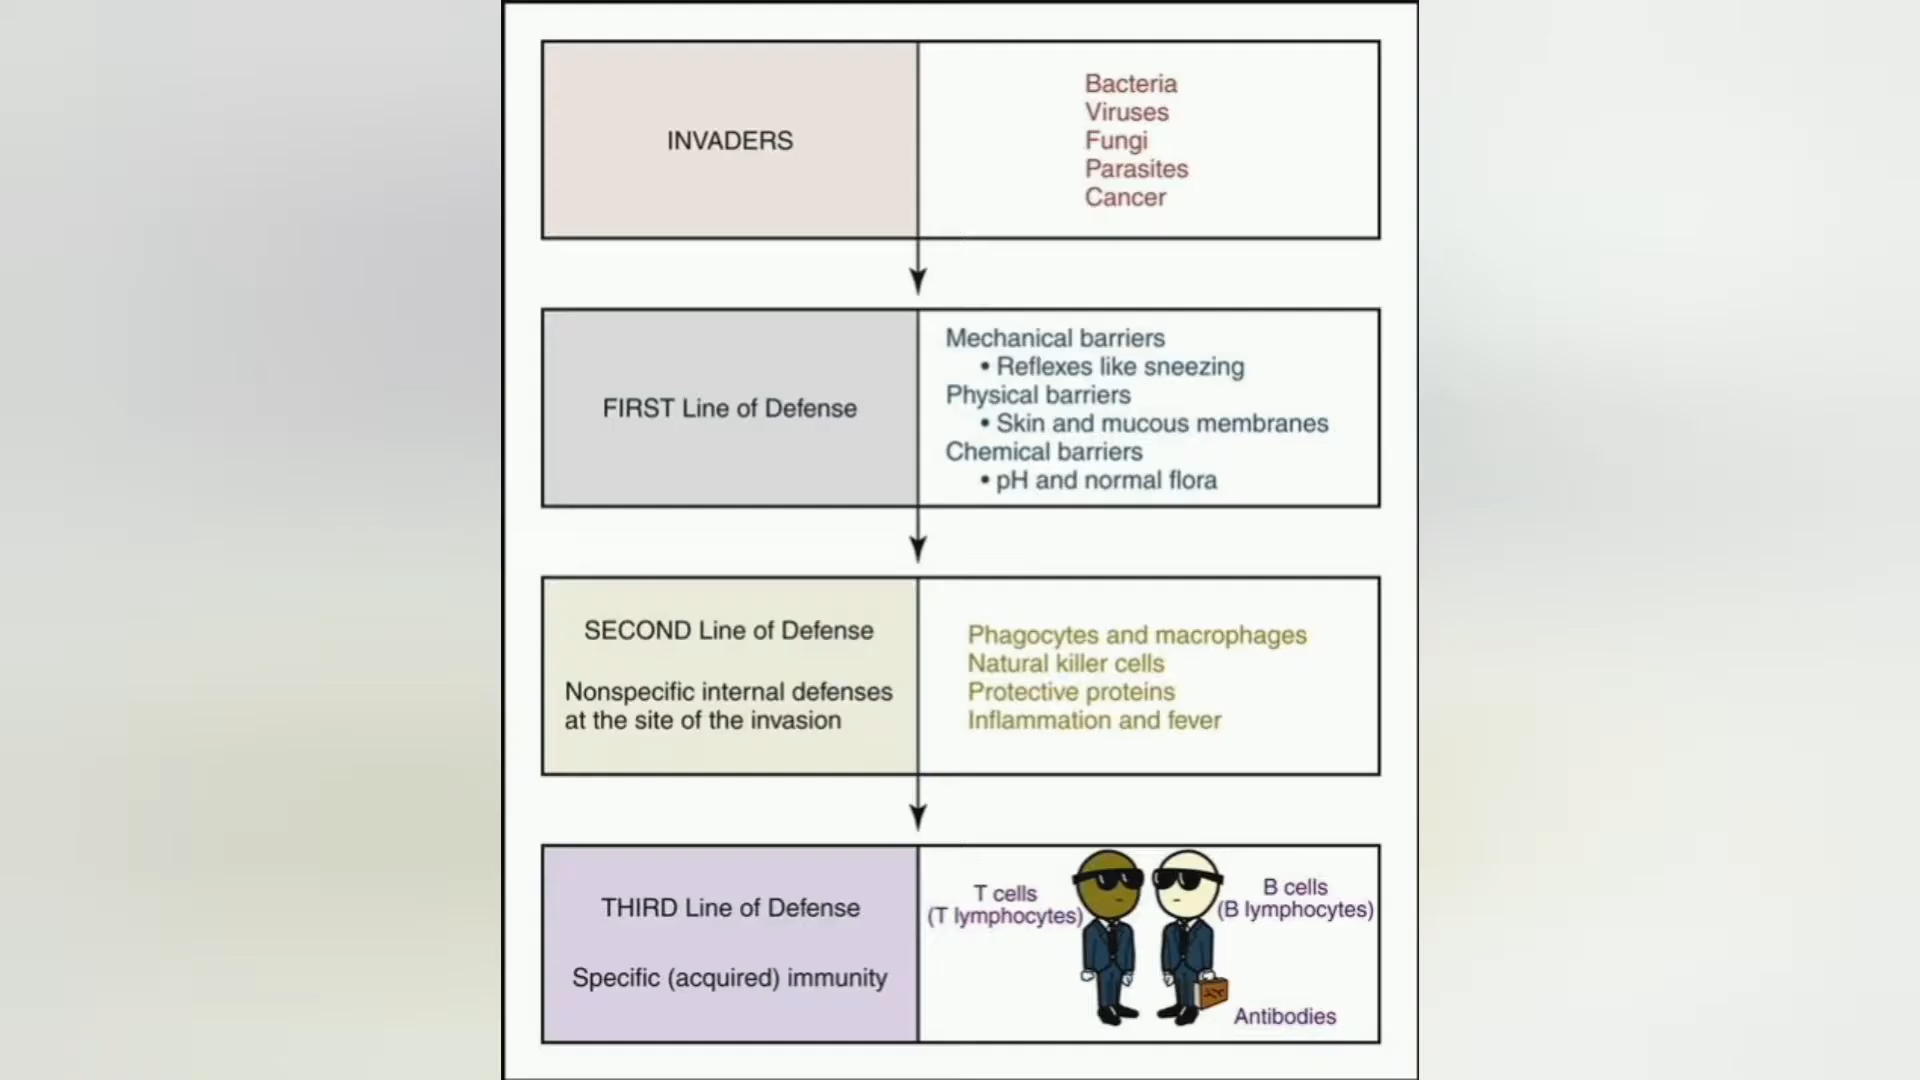 INVADERS
Bacteria
Viruses
Fungi
Parasites
Cancer
FIRST Line of Defense
Mechanical barriers
• Reflexes like sneezing
Physical barriers
• Skin and mucous membranes
Chemical barriers
• pH and normal flora
SECOND Line of Defense
Nonspecific internal defenses
at the site of the invasion
Phagocytes and macrophages
Natural killer cells
Protective proteins
Inflammation and fever
THIRD Line of Defense
Specific (acquired) immunity
T cells
(T lymphocytes)
B cells
(B lymphocytes)
Antibodies